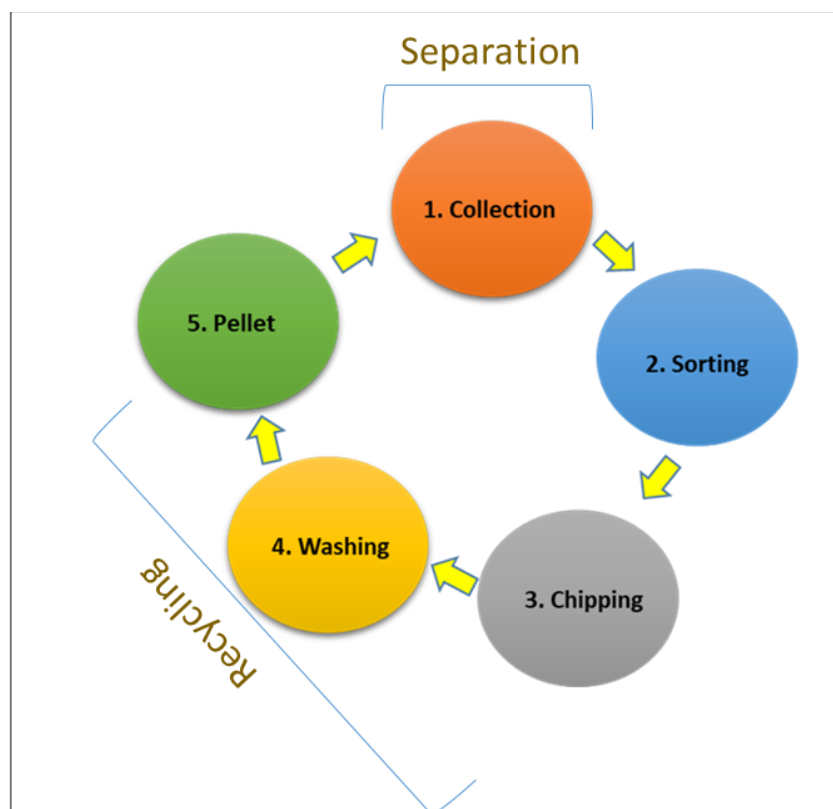 Separation
1. Collection
2. Sorting
3. Chipping
4. Washing
5. Pellet
Recycling